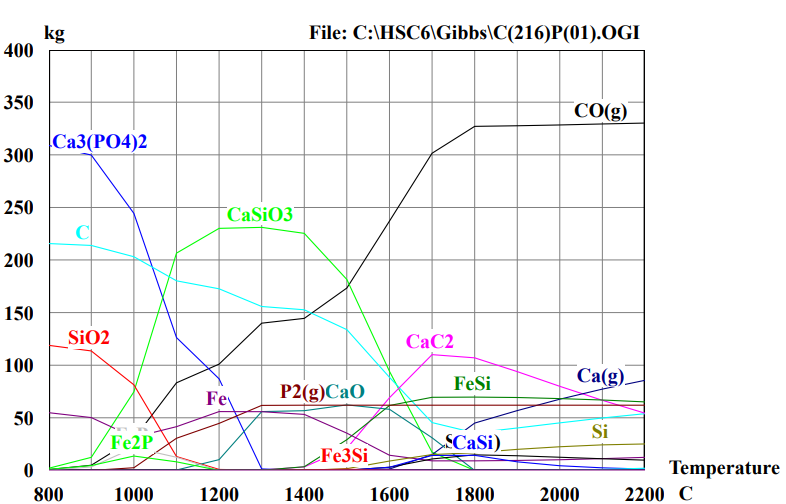 kg
File: C:\HSC6\Gibbs\C(216)P(01).OGI
400
350
300
250
200
150
100
50
0
CO(g)
Ca3(PO4)2
CaSiO3
C
SiO2
CaC2
Ca(g)
FeSi
P2(g)
CaO
Fe
Si
Fe2P
CaSi
Fe3Si
Temperature
800
1000
1200
1400
1600
1800
2000
2200
C